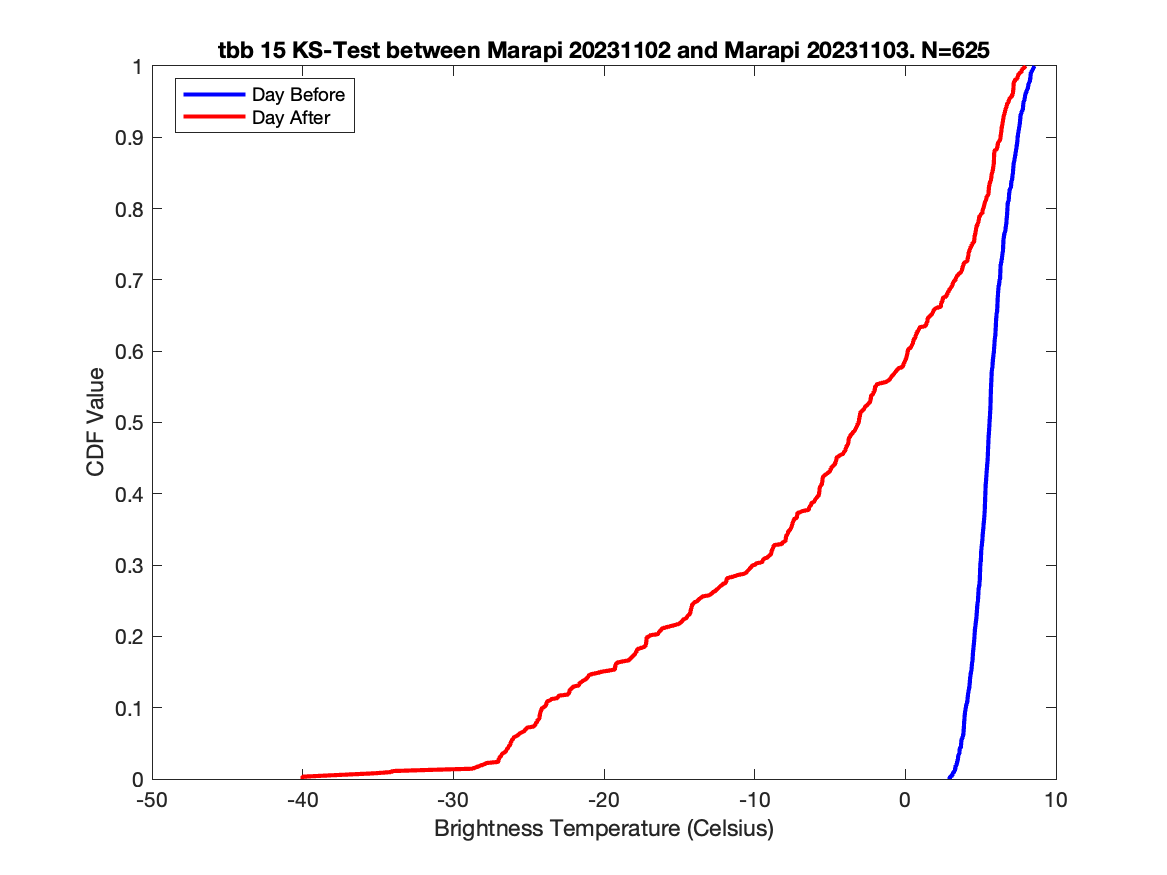 tbb 15 KS-Test between Marapi 20231102 and Marapi 20231103. N=625
Day Before
Day After
1
0.9
0.8
0.7
0.6
0.5
0.4
0.3
0.2
0.1
0
CDF Value
-50 -40 -30 -20 -10 0 10
Brightness Temperature (Celsius)